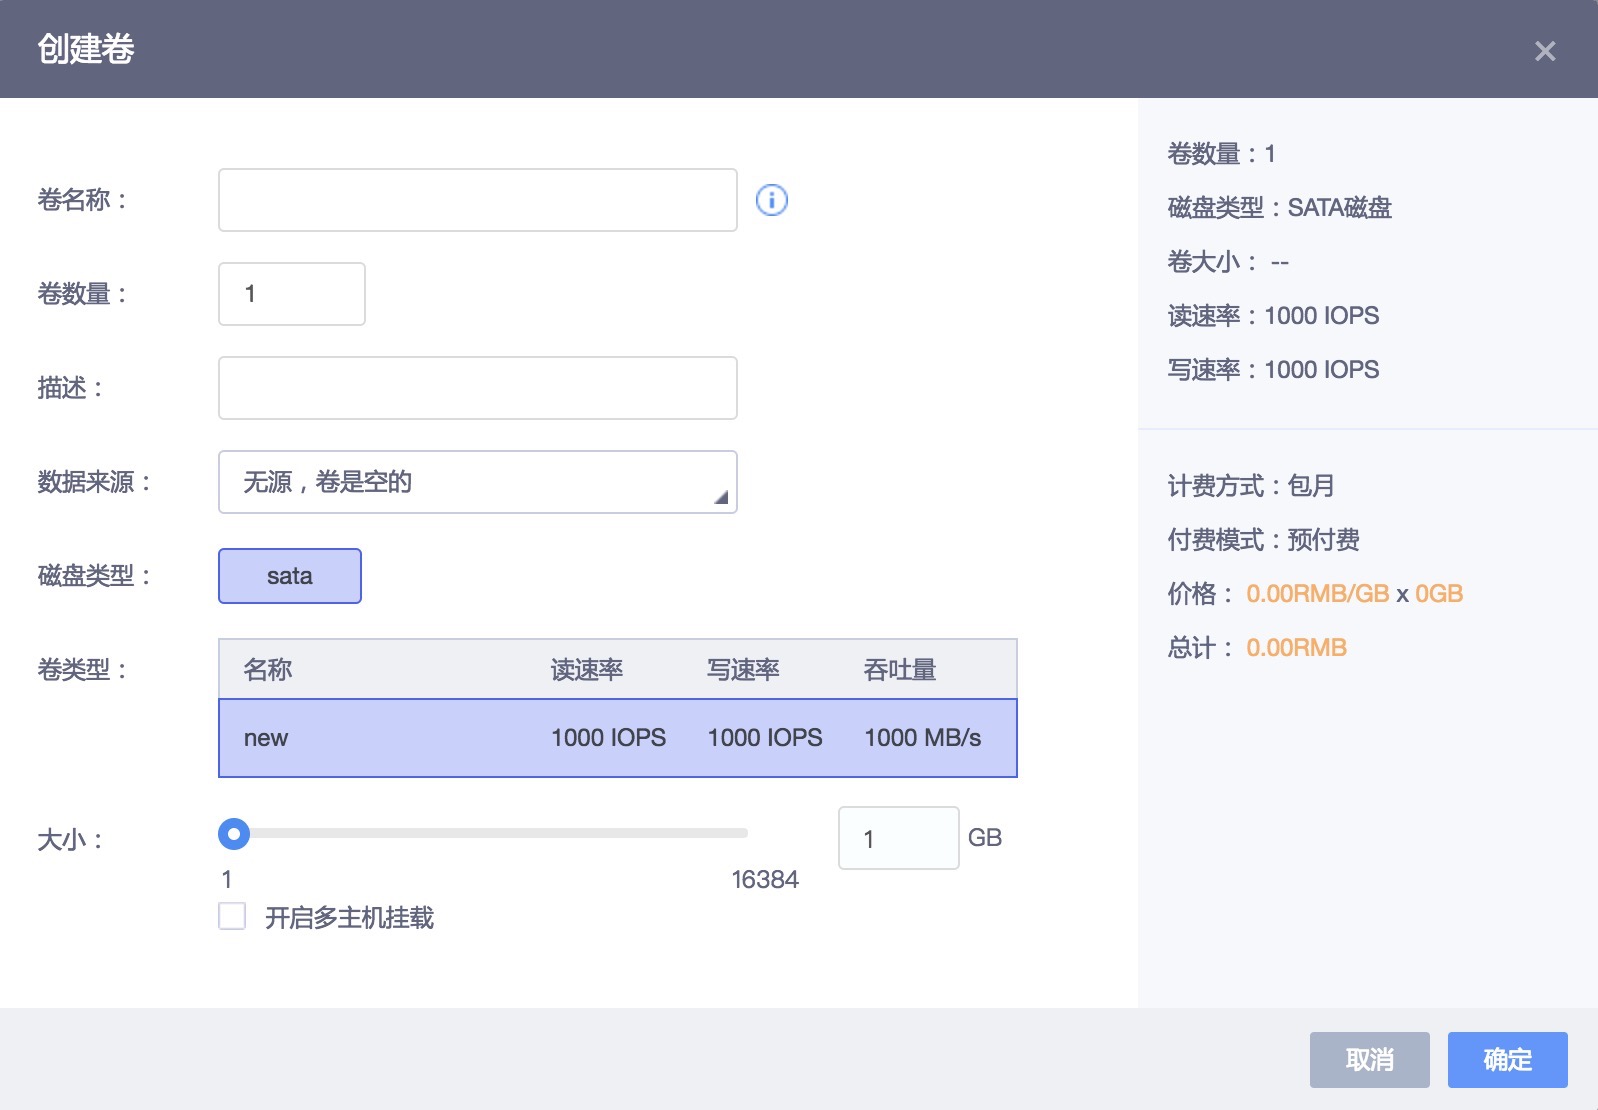 创建卷
卷名称：
卷数量：
1
描述：
数据来源：
无源，卷是空的
磁盘类型：
sata
卷类型：
名称 读速率 写速率 吞吐量
new 1000 IOPS 1000 IOPS 1000 MB/s
大小：
1 GB
1 16384
开启多主机挂载
卷数量：1
磁盘类型：SATA磁盘
卷大小： --
读速率：1000 IOPS
写速率：1000 IOPS
计费方式：包月
付费模式：预付费
价格： 0.00RMB/GB x 0GB
总计： 0.00RMB
取消 确定